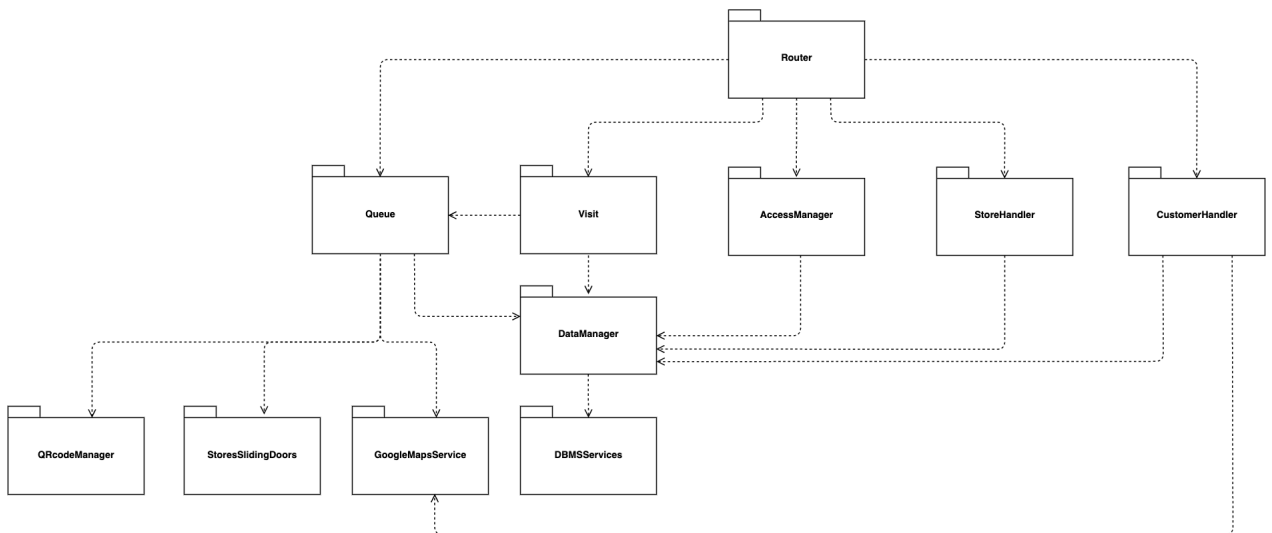 Router
Queue
Visit
AccessManager
StoreHandler
CustomerHandler
DataManager
QRcodeManager
StoresSlidingDoors
GoogleMapsService
DBMSServices